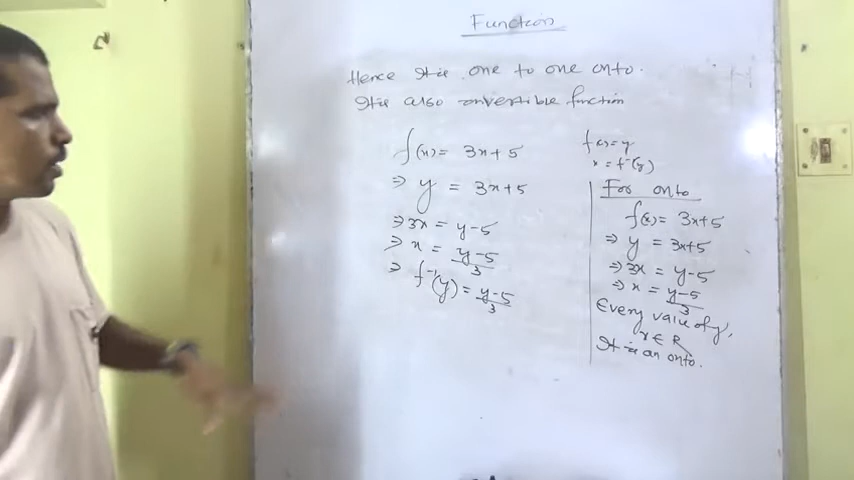 Function
Hence It is one to one onto.
It is also invertible function
f(x) = 3x+5
⇒ y = 3x+5
⇒ 3x = y-5
⇒ x = y-5/3
⇒ f⁻¹(y) = y-5/3
f(x) = y
x = f⁻¹(y)
For onto
f(x) = 3x+5
⇒ y = 3x+5
⇒ 3x = y-5
⇒ x = y-5/3
Every value of y,
x ∈ R
It is an onto.